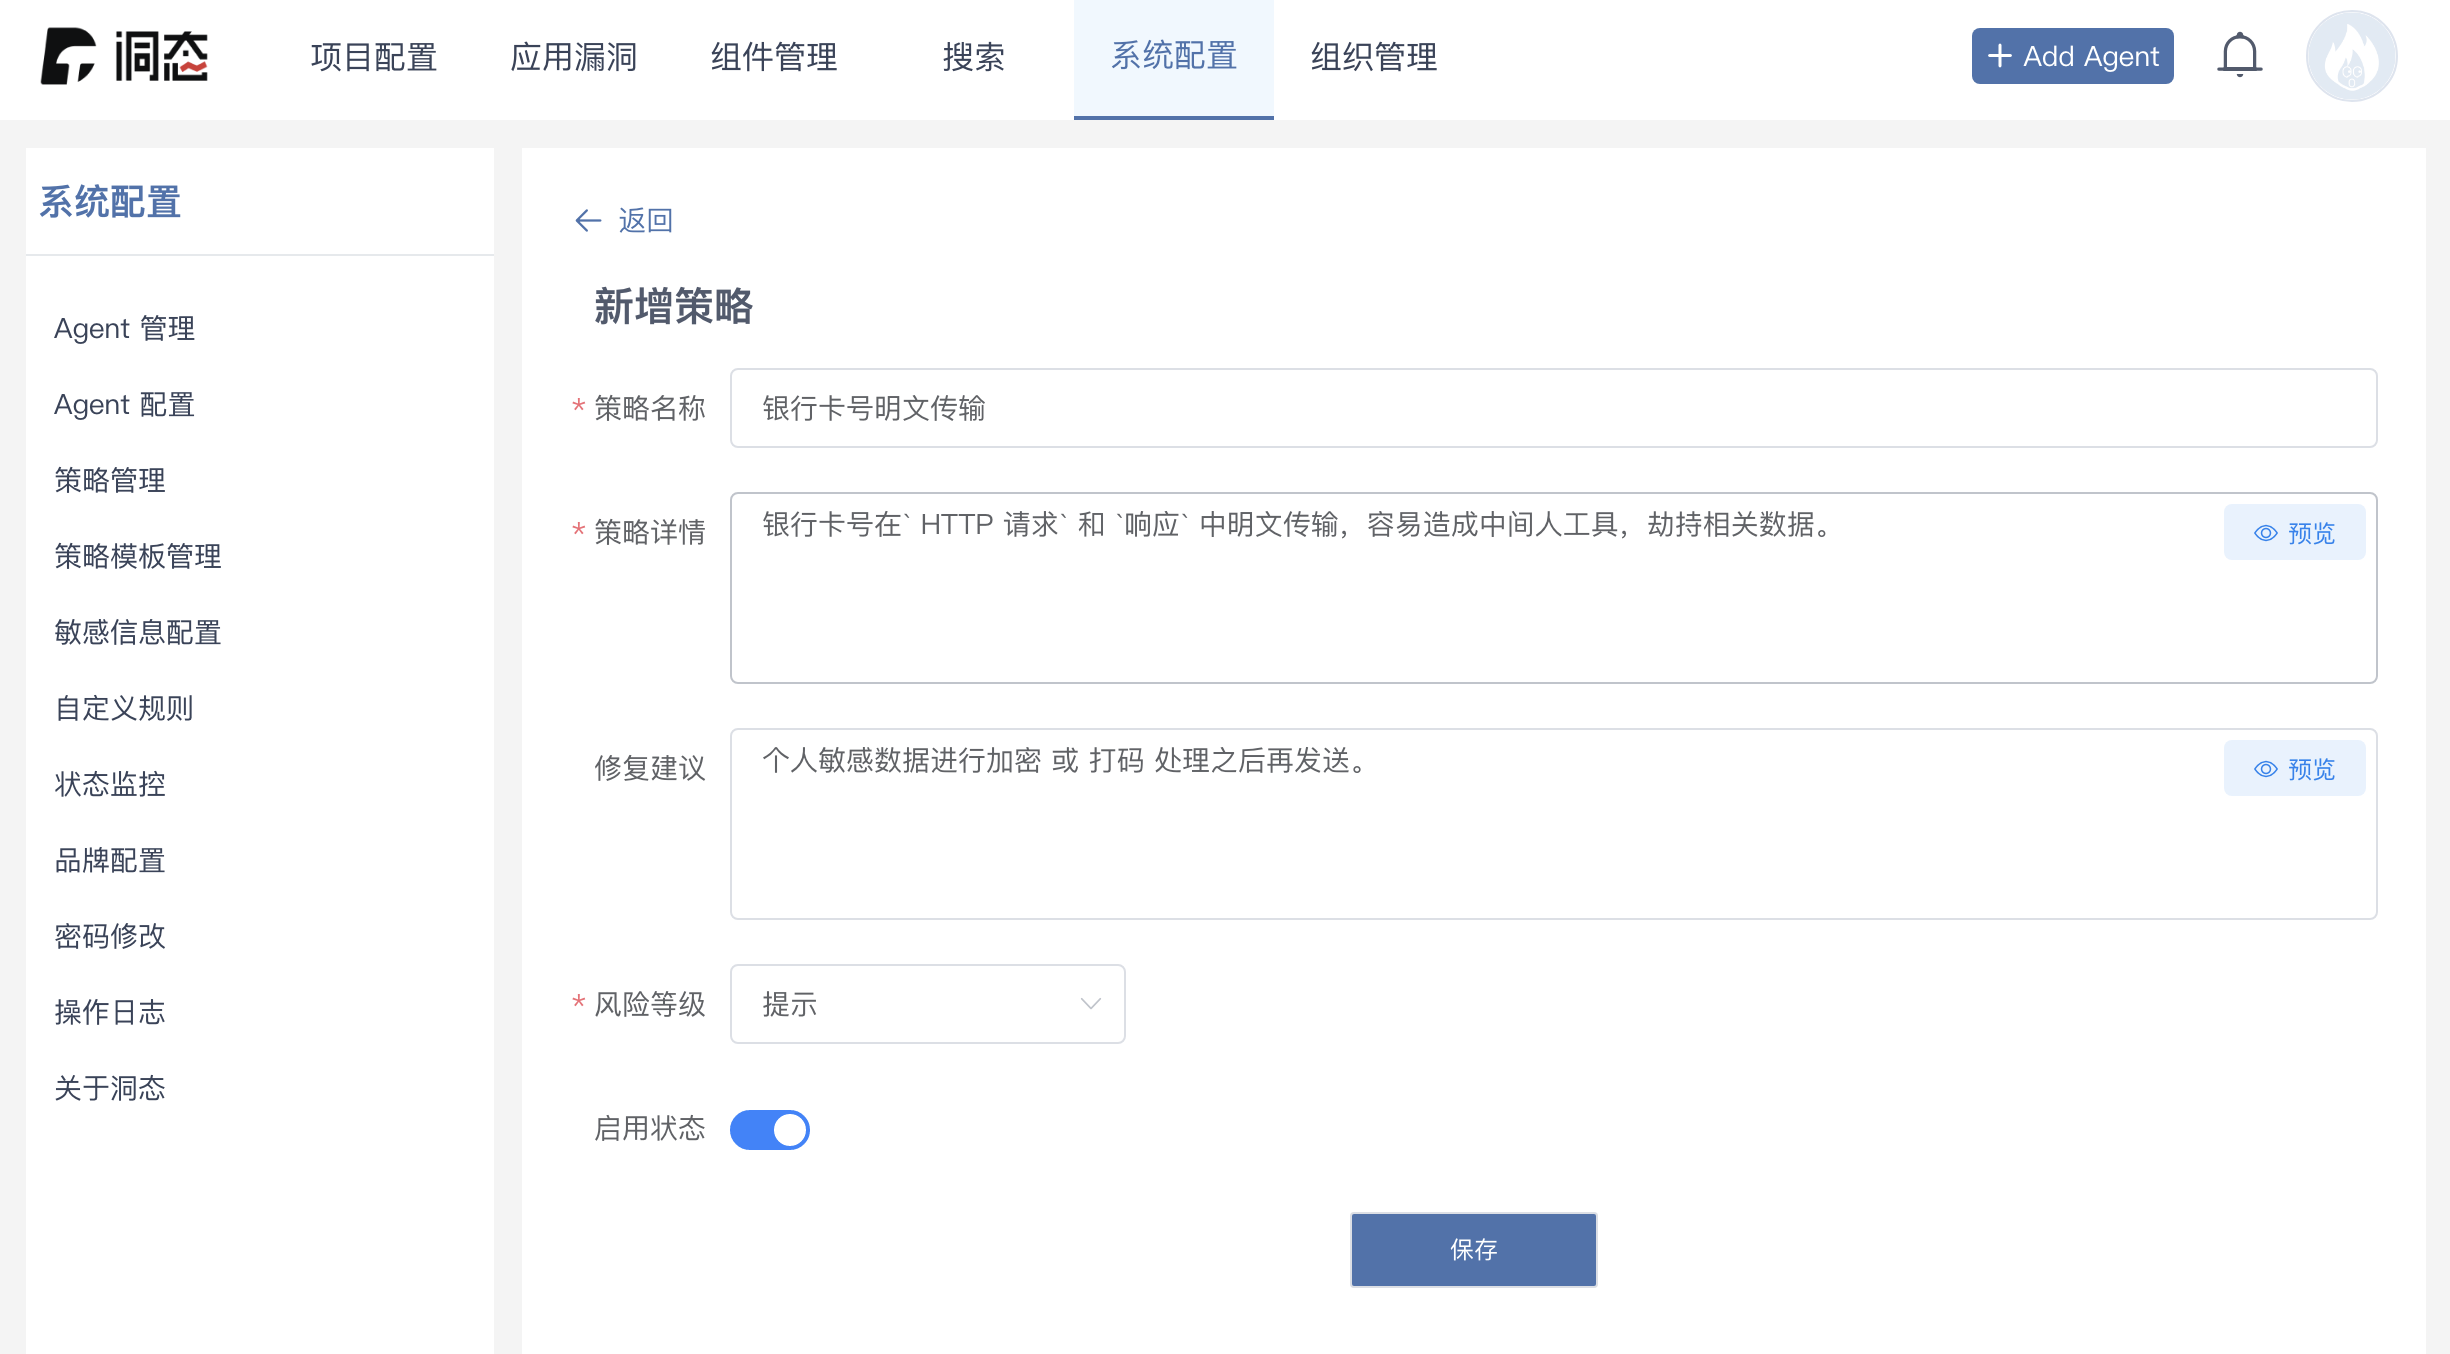 洞态
项目配置
应用漏洞
组件管理
搜索
系统配置
组织管理
Add Agent
系统配置
Agent 管理
Agent 配置
策略管理
策略模板管理
敏感信息配置
自定义规则
状态监控
品牌配置
密码修改
操作日志
关于洞态
返回
新增策略
* 策略名称
银行卡号明文传输
* 策略详情
银行卡号在` HTTP 请求` 和 `响应` 中明文传输，容易造成中间人工具，劫持相关数据。
预览
修复建议
个人敏感数据进行加密 或 打码 处理之后再发送。
预览
* 风险等级
提示
启用状态
保存